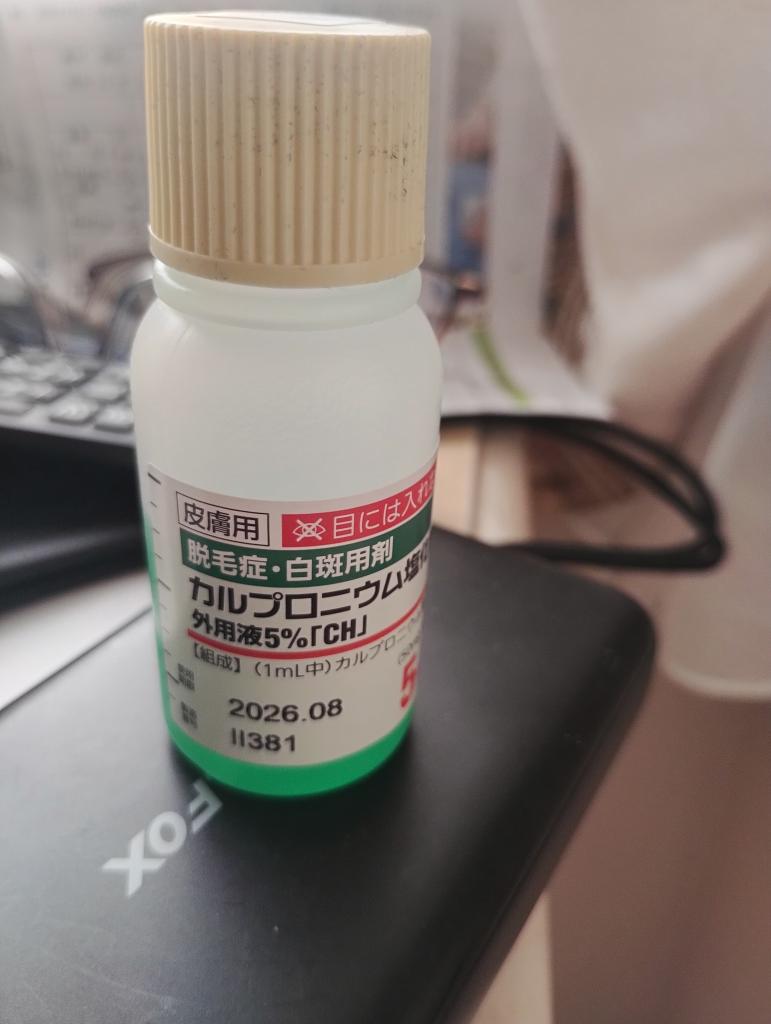 皮膚用
目には入れ
脱毛症・白斑用剤
カルプロニウム塩
外用液5%「CH」
【組成】(1mL中)カルプロニウ
5
2026.08
II381
FOX